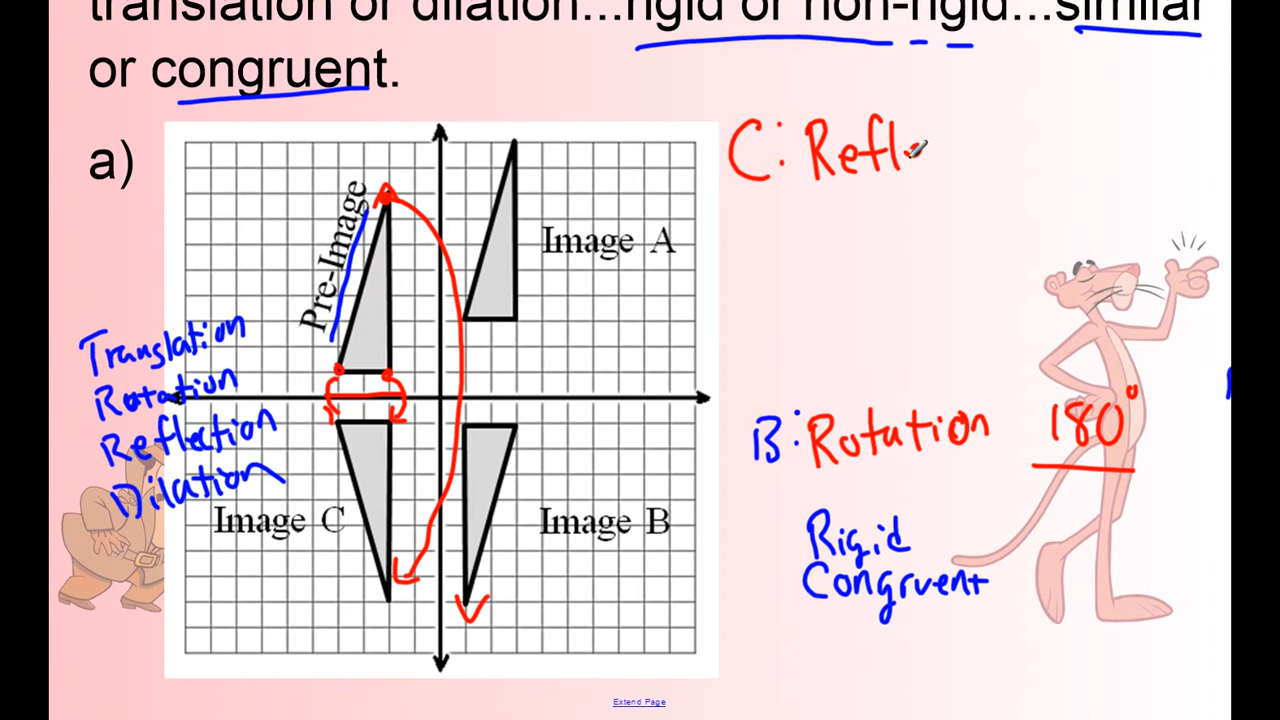 translation or dilation...rigid or non-rigid...similar
or congruent.
a)
C: Refl
Pre-Image
Image A
Translation
Rotation
Reflection
Dilation
B: Rotation 180°
Image C
Image B
Rigid
Congruent
Extend Page